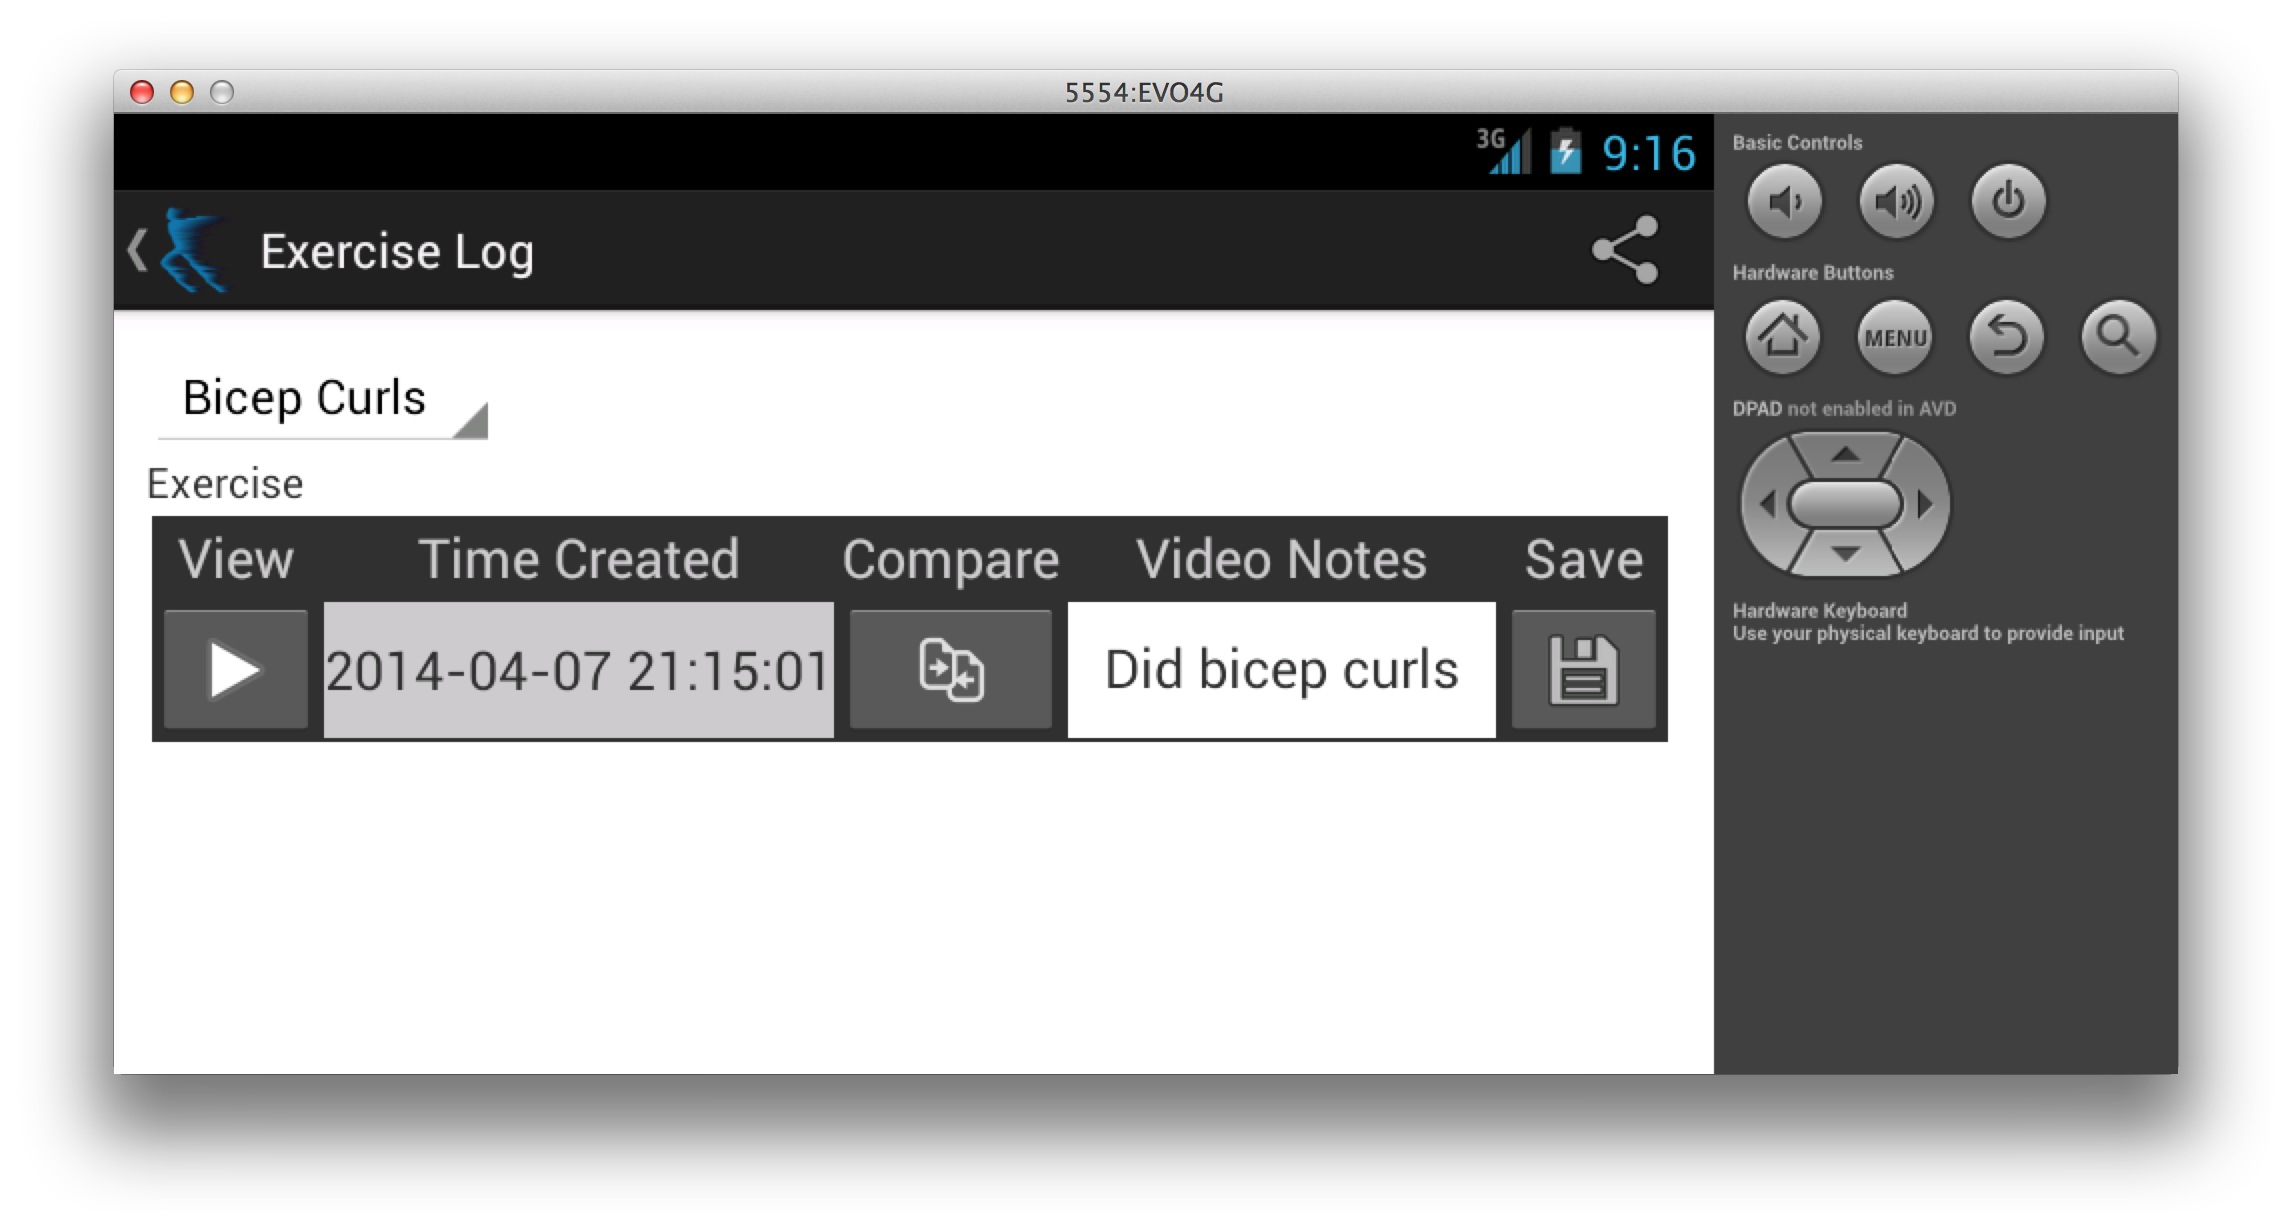 5554:EVO4G
3G 9:16
Exercise Log
Bicep Curls
Exercise
View Time Created Compare Video Notes Save
2014-04-07 21:15:01 Did bicep curls
Basic Controls
Hardware Buttons
MENU
DPAD not enabled in AVD
Hardware Keyboard
Use your physical keyboard to provide input